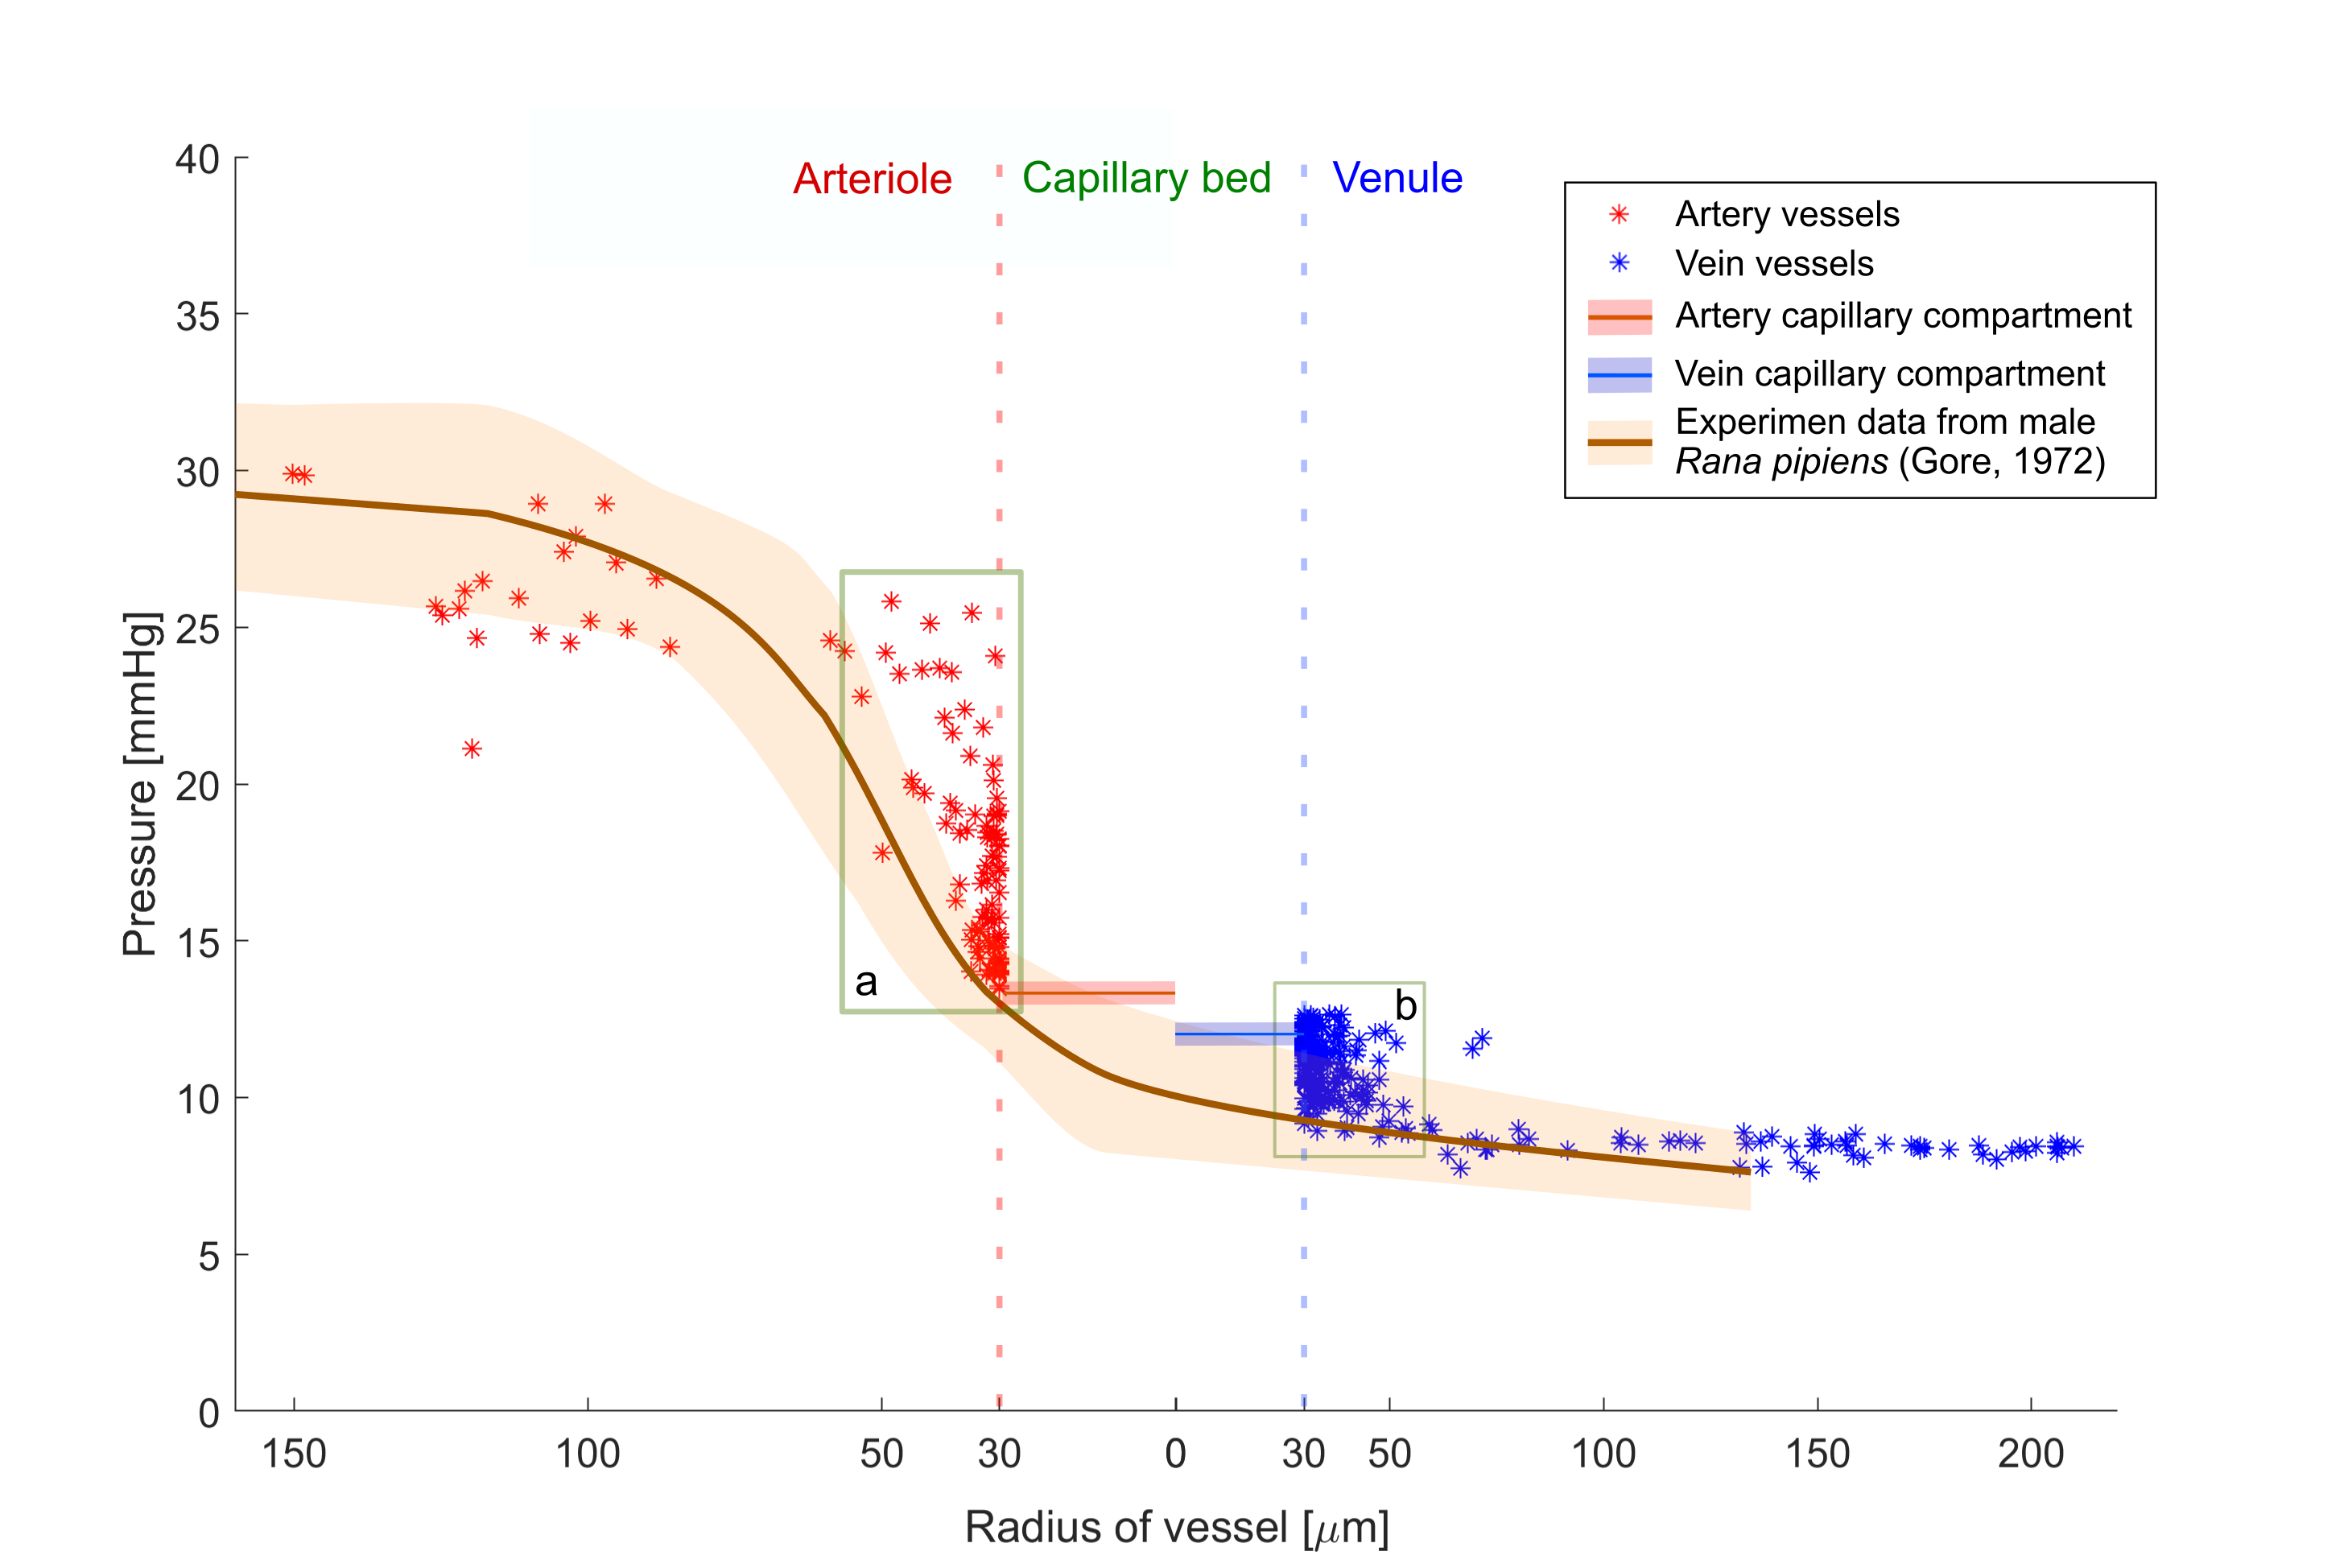 40
35
30
25
20
15
10
5
0
Pressure [mmHg]
Arteriole
Capillary bed
Venule
Artery vessels
Vein vessels
Artery capillary compartment
Vein capillary compartment
Experimen data from male
Rana pipiens (Gore, 1972)
a
b
150 100 50 30 0 30 50 100 150 200
Radius of vessel [μm]